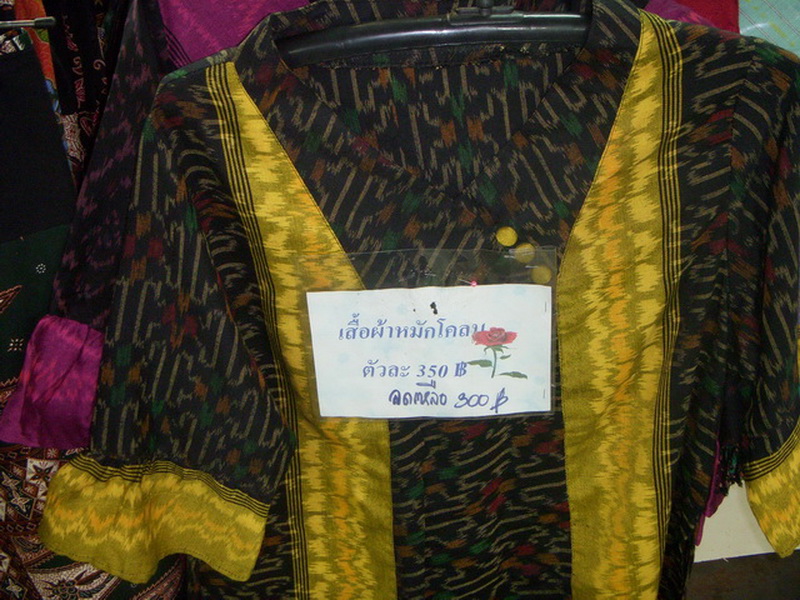 เสื้อผ้าหมักโคลน
ตัวละ 350 ฿
ลดเหลือ 300 ฿